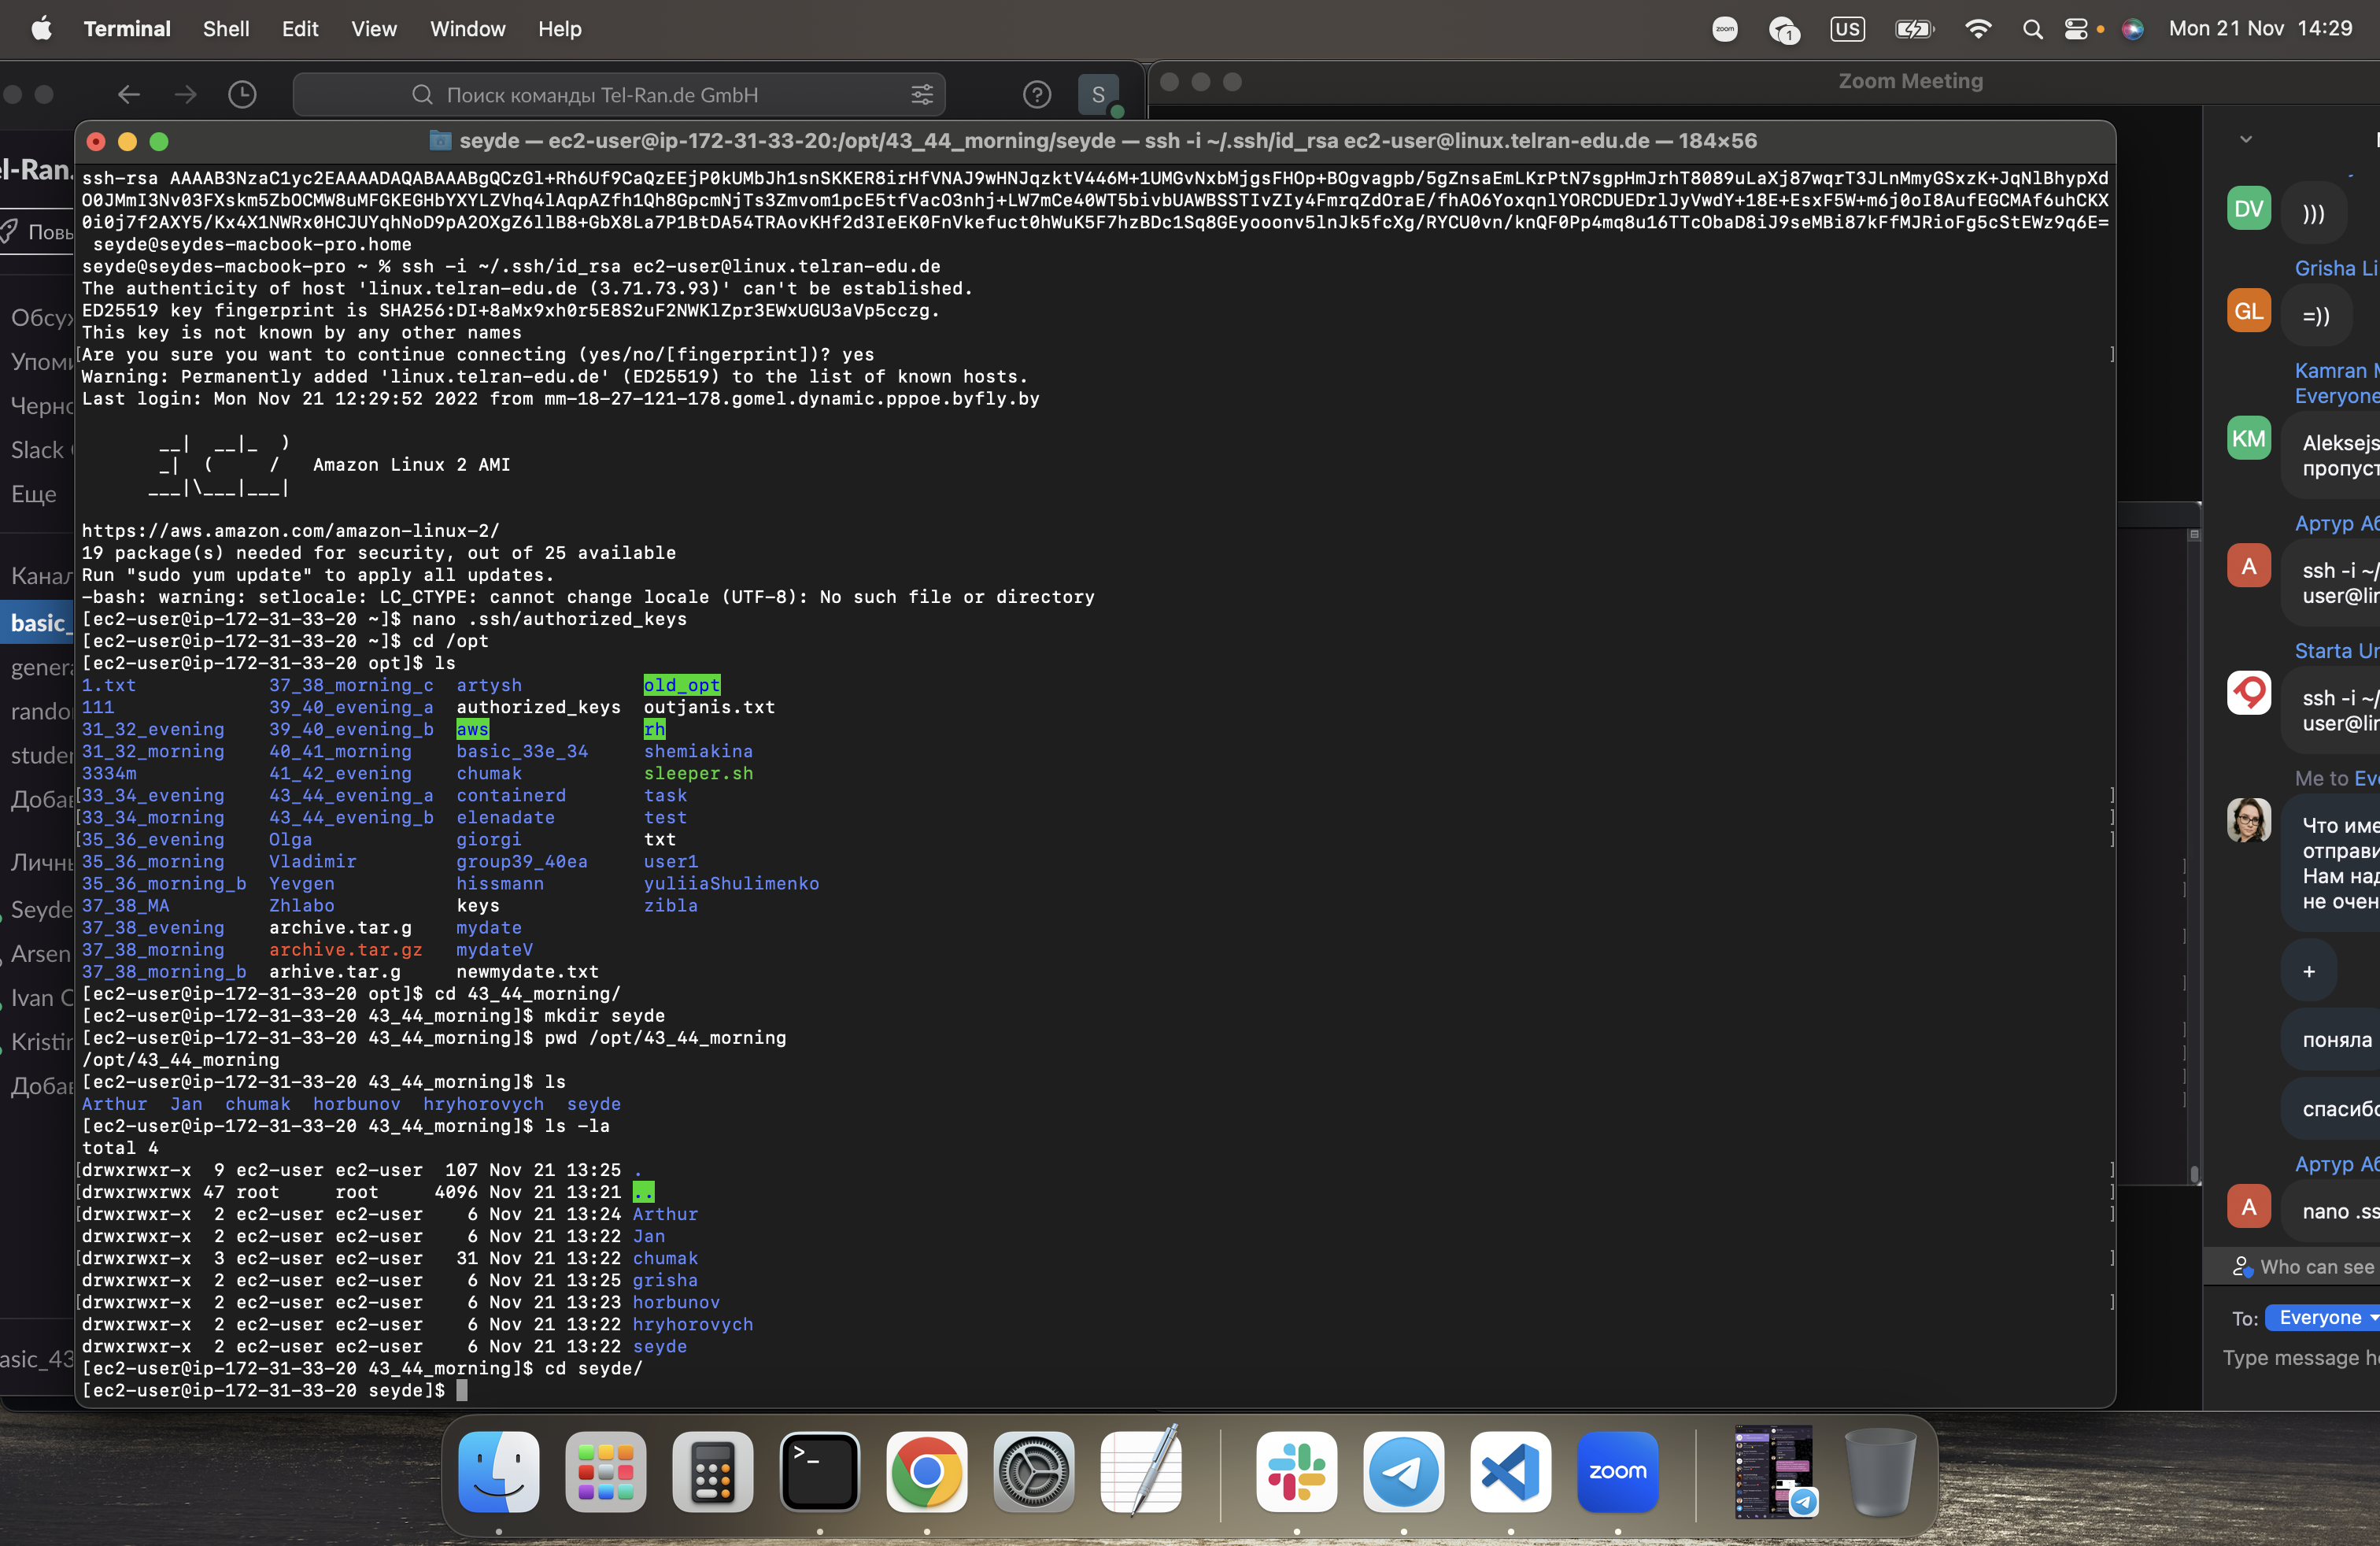 Terminal Shell Edit View Window Help
zoom 1 US Mon 21 Nov 14:29
Поиск команды Tel-Ran.de GmbH
S
Zoom Meeting
seyde — ec2-user@ip-172-31-33-20:/opt/43_44_morning/seyde — ssh -i ~/.ssh/id_rsa ec2-user@linux.telran-edu.de — 184×56
ssh-rsa
seyde@seydes-macbook-pro.home
seyde@seydes-macbook-pro ~ % ssh -i ~/.ssh/id_rsa ec2-user@linux.telran-edu.de
The authenticity of host 'linux.telran-edu.de (3.71.73.93)' can't be established.
ED25519 key fingerprint is SHA256:DI+8aMx9xh0r5E8S2uF2NWKlZpr3EWxUGU3aVp5cczg.
This key is not known by any other names
[Are you sure you want to continue connecting (yes/no/[fingerprint])? yes ]
Warning: Permanently added 'linux.telran-edu.de' (ED25519) to the list of known hosts.
Last login: Mon Nov 21 12:29:52 2022 from mm-18-27-121-178.gomel.dynamic.pppoe.byfly.by
__| __|_ )
_| ( / Amazon Linux 2 AMI
___|\___|___|
https://aws.amazon.com/amazon-linux-2/
19 package(s) needed for security, out of 25 available
Run "sudo yum update" to apply all updates.
-bash: warning: setlocale: LC_CTYPE: cannot change locale (UTF-8): No such file or directory
[ec2-user@ip-172-31-33-20 ~]$ nano .ssh/authorized_keys
[ec2-user@ip-172-31-33-20 ~]$ cd /opt
[ec2-user@ip-172-31-33-20 opt]$ ls
1.txt 37_38_morning_c artysh old_opt
111 39_40_evening_a authorized_keys outjanis.txt
31_32_evening 39_40_evening_b aws rh
31_32_morning 40_41_morning basic_33e_34 shemiakina
3334m 41_42_evening chumak sleeper.sh
[33_34_evening 43_44_evening_a containerd task ]
[33_34_morning 43_44_evening_b elenadate test ]
[35_36_evening Olga giorgi txt ]
35_36_morning Vladimir group39_40ea user1
35_36_morning_b Yevgen hissmann yuliiaShulimenko
37_38_MA Zhlabo keys zibla
37_38_evening archive.tar.g mydate
37_38_morning archive.tar.gz mydateV
37_38_morning_b arhive.tar.g newmydate.txt
[ec2-user@ip-172-31-33-20 opt]$ cd 43_44_morning/
[ec2-user@ip-172-31-33-20 43_44_morning]$ mkdir seyde
[ec2-user@ip-172-31-33-20 43_44_morning]$ pwd /opt/43_44_morning
/opt/43_44_morning
[ec2-user@ip-172-31-33-20 43_44_morning]$ ls
Arthur Jan chumak horbunov hryhorovych seyde
[ec2-user@ip-172-31-33-20 43_44_morning]$ ls -la
total 4
[drwxrwxr-x 9 ec2-user ec2-user 107 Nov 21 13:25 . ]
[drwxrwxrwx 47 root root 4096 Nov 21 13:21 .. ]
[drwxrwxr-x 2 ec2-user ec2-user 6 Nov 21 13:24 Arthur ]
drwxrwxr-x 2 ec2-user ec2-user 6 Nov 21 13:22 Jan
[drwxrwxr-x 3 ec2-user ec2-user 31 Nov 21 13:22 chumak ]
drwxrwxr-x 2 ec2-user ec2-user 6 Nov 21 13:25 grisha
[drwxrwxr-x 2 ec2-user ec2-user 6 Nov 21 13:23 horbunov ]
drwxrwxr-x 2 ec2-user ec2-user 6 Nov 21 13:22 hryhorovych
drwxrwxr-x 2 ec2-user ec2-user 6 Nov 21 13:22 seyde
[ec2-user@ip-172-31-33-20 43_44_morning]$ cd seyde/
[ec2-user@ip-172-31-33-20 seyde]$
el-Ran.
Повы
Обсуж
Упоми
Черно
Slack
Еще
Канал
basic_
genera
rando
studen
Добав
Личны
Seyde
Arsen
Ivan
Kristin
Добав
asic_43
DV )))
Grisha Li
GL =))
Kamran
Everyone
KM Aleksejs
пропуст
Артур Аб
A ssh -i ~/
user@lin
Starta Un
ssh -i ~/
user@lin
Me to Eve
Что име
отправи
Нам над
не очен
+
поняла
спасибо
Артур Аб
A nano .ss
Who can see
To: Everyone
Type message he
zoom